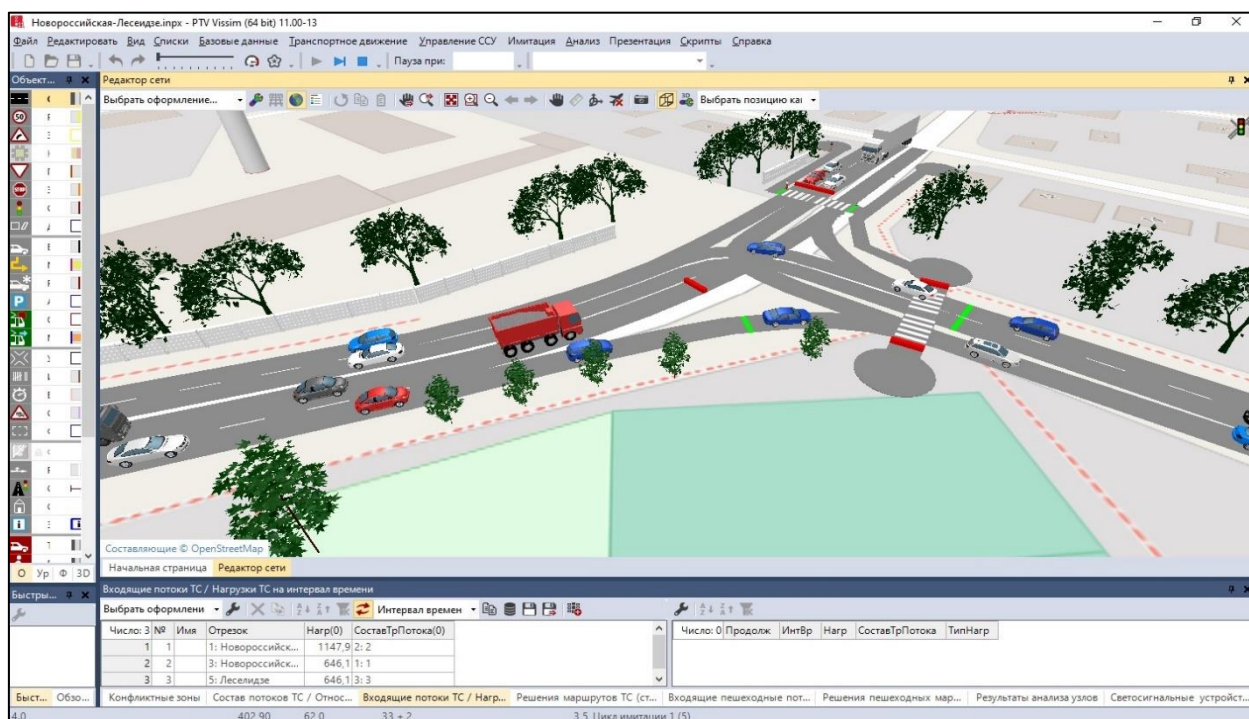 Новороссийская-Лесеидзе.inpx - PTV Vissim (64 bit) 11.00-13
Файл Редактировать Вид Списки Базовые данные Транспортное движение Управление ССУ Имитация Анализ Презентация Скрипты Справка
Пауза при:
Объект...
Редактор сети
Выбрать оформление...
Выбрать позицию кам
Составляющие © OpenStreetMap
Начальная страница Редактор сети
О Ур Ф 3D
Быстры...
Входящие потоки ТС / Нагрузки ТС на интервал времени
Выбрать оформлени Интервал времен
Число: 3 № Имя Отрезок Нагр(0) СоставТрПотока(0)
1 1 1: Новороссийск... 1147,9 2: 2
2 2 3: Новороссийск... 646,1 1: 1
3 3 5: Леселидзе 646,1 3: 3
Число: 0 Продолж ИнтВр Нагр СоставТрПотока ТипНагр
Быст... Обзо... Конфликтные зоны Состав потоков ТС / Относ... Входящие потоки ТС / Нагр... Решения маршрутов ТС (ст... Входящие пешеходные пот... Решения пешеходных мар... Результаты анализа узлов Светосигнальные устройст...
4.0 402.90 62.0 33 + 2 3.5 Цикл имитации 1 (5)